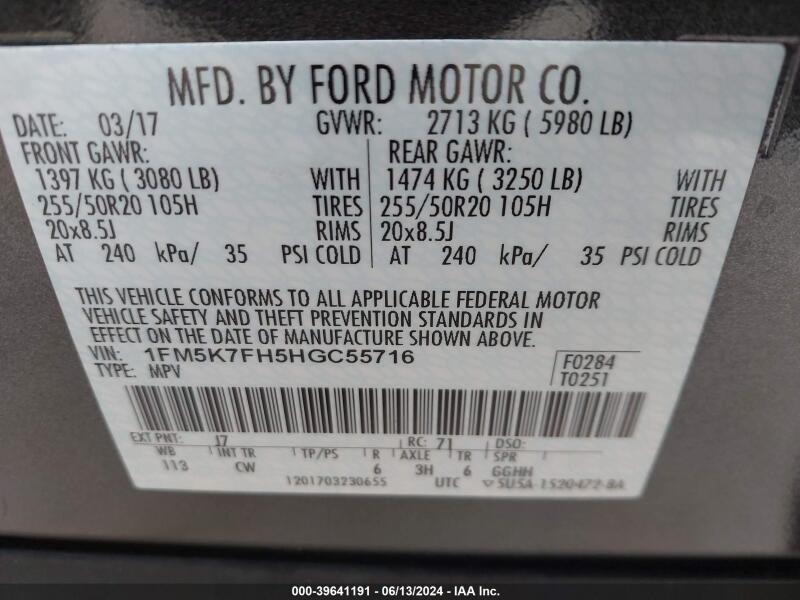 MFD. BY FORD MOTOR CO.
DATE: 03/17 GVWR: 2713 KG ( 5980 LB)
FRONT GAWR: REAR GAWR:
1397 KG ( 3080 LB) WITH 1474 KG ( 3250 LB) WITH
255/50R20 105H TIRES 255/50R20 105H TIRES
20x8.5J RIMS 20x8.5J RIMS
AT 240 kPa/ 35 PSI COLD AT 240 kPa/ 35 PSI COLD
THIS VEHICLE CONFORMS TO ALL APPLICABLE FEDERAL MOTOR
VEHICLE SAFETY AND THEFT PREVENTION STANDARDS IN
EFFECT ON THE DATE OF MANUFACTURE SHOWN ABOVE.
VIN: 1FM5K7FH5HGC55716 F0284
TYPE: MPV T0251
EXT PNT: J7 RC: 71 DSO:
WB INT TR TP/PS R AXLE TR SPR
113 CW 6 3H 6 GGHH
1201703230655 UTC 5U5A-1520472-BA
000-39641191 - 06/13/2024 - IAA Inc.